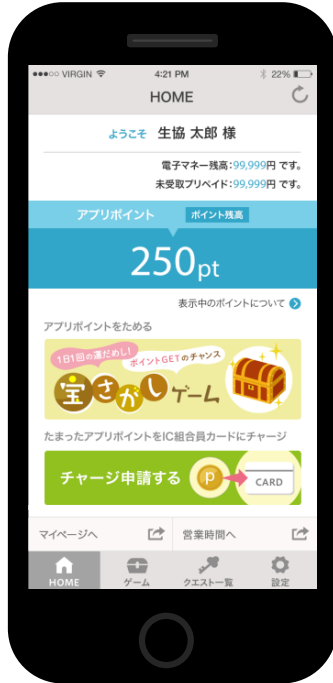 VIRGIN 4:21 PM 22%
HOME
ようこそ 生協 太郎 様
電子マネー残高:99,999円 です。
未受取プリペイド:99,999円 です。
アプリポイント ポイント残高
250pt
表示中のポイントについて
アプリポイントをためる
1日1回の運だめし!
ポイントGETのチャンス
宝さがしゲーム
たまったアプリポイントをIC組合員カードにチャージ
チャージ申請する P CARD
マイページへ 営業時間へ
HOME ゲーム クエスト一覧 設定